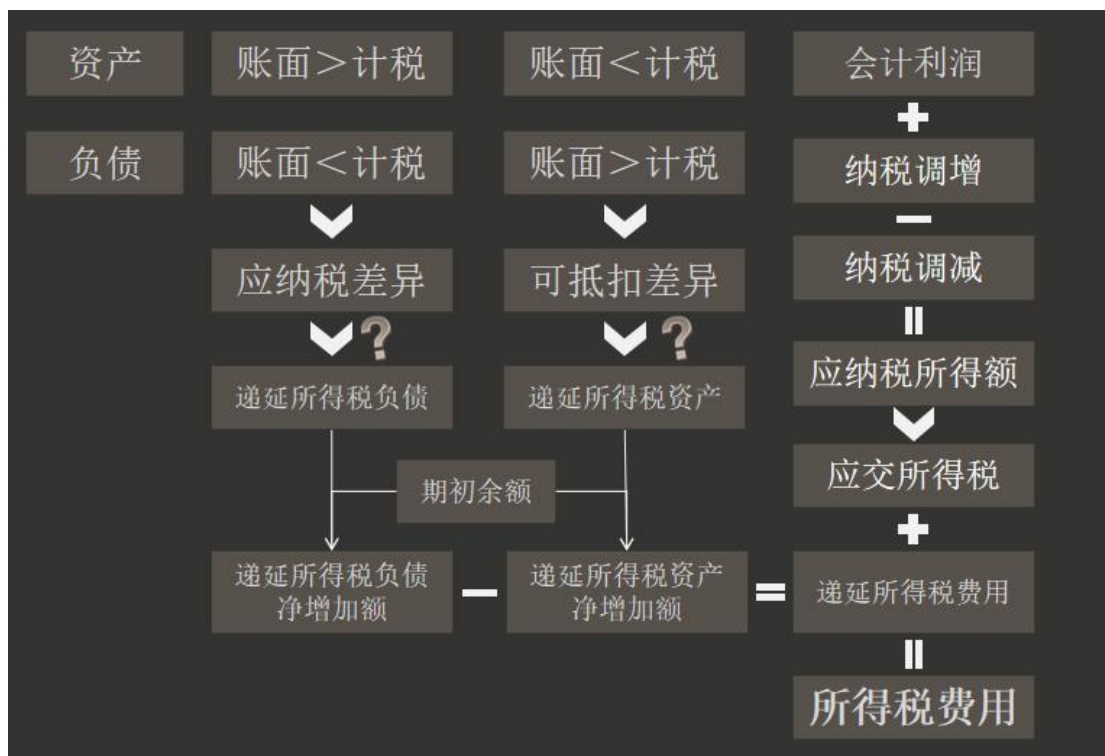 资产
账面＞计税
账面＜计税
会计利润
负债
账面＜计税
账面＞计税
纳税调增
应纳税差异
可抵扣差异
纳税调减
?
?
应纳税所得额
递延所得税负债
递延所得税资产
应交所得税
期初余额
递延所得税负债
净增加额
递延所得税资产
净增加额
递延所得税费用
所得税费用